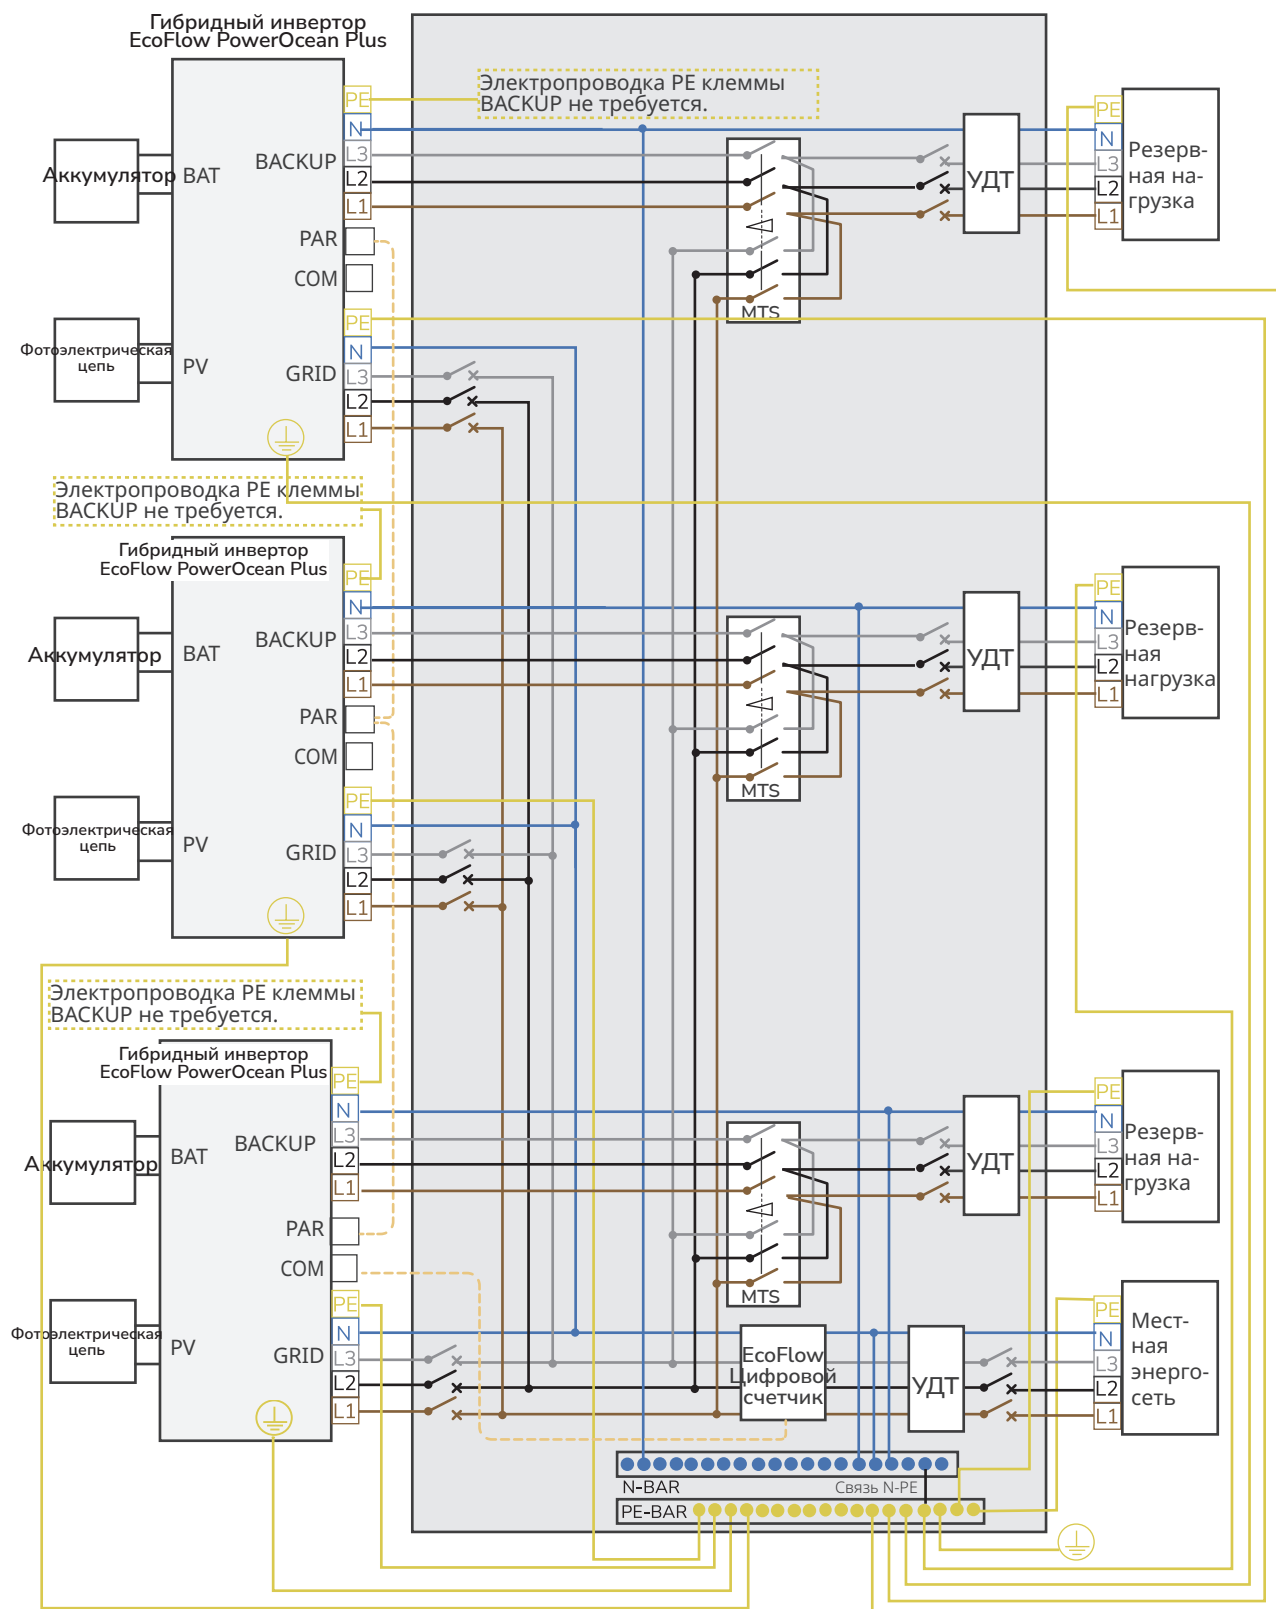 Гибридный инвертор
EcoFlow PowerOcean Plus
Электропроводка PE клеммы
BACKUP не требуется.
PE
N
L3
L2
L1
BACKUP
BAT
Аккумулятор
PAR
COM
MTS
УДТ
PE
N
L3
L2
L1
Резерв-
ная на-
грузка
Фотоэлектрическая
цепь
PV
GRID
PE
N
L3
L2
L1
Электропроводка PE клеммы
BACKUP не требуется.
Гибридный инвертор
EcoFlow PowerOcean Plus
PE
N
L3
L2
L1
BACKUP
BAT
Аккумулятор
PAR
COM
MTS
УДТ
PE
N
L3
L2
L1
Резерв-
ная
нагрузка
Фотоэлектрическая
цепь
PV
GRID
PE
N
L3
L2
L1
Электропроводка PE клеммы
BACKUP не требуется.
Гибридный инвертор
EcoFlow PowerOcean Plus
PE
N
L3
L2
L1
BACKUP
BAT
Аккумулятор
PAR
COM
MTS
УДТ
PE
N
L3
L2
L1
Резерв-
ная на-
грузка
Фотоэлектрическая
цепь
PV
GRID
PE
N
L3
L2
L1
EcoFlow
Цифровой
счетчик
УДТ
PE
N
L3
L2
L1
Мест-
ная
энерго-
сеть
N-BAR
Связь N-PE
PE-BAR